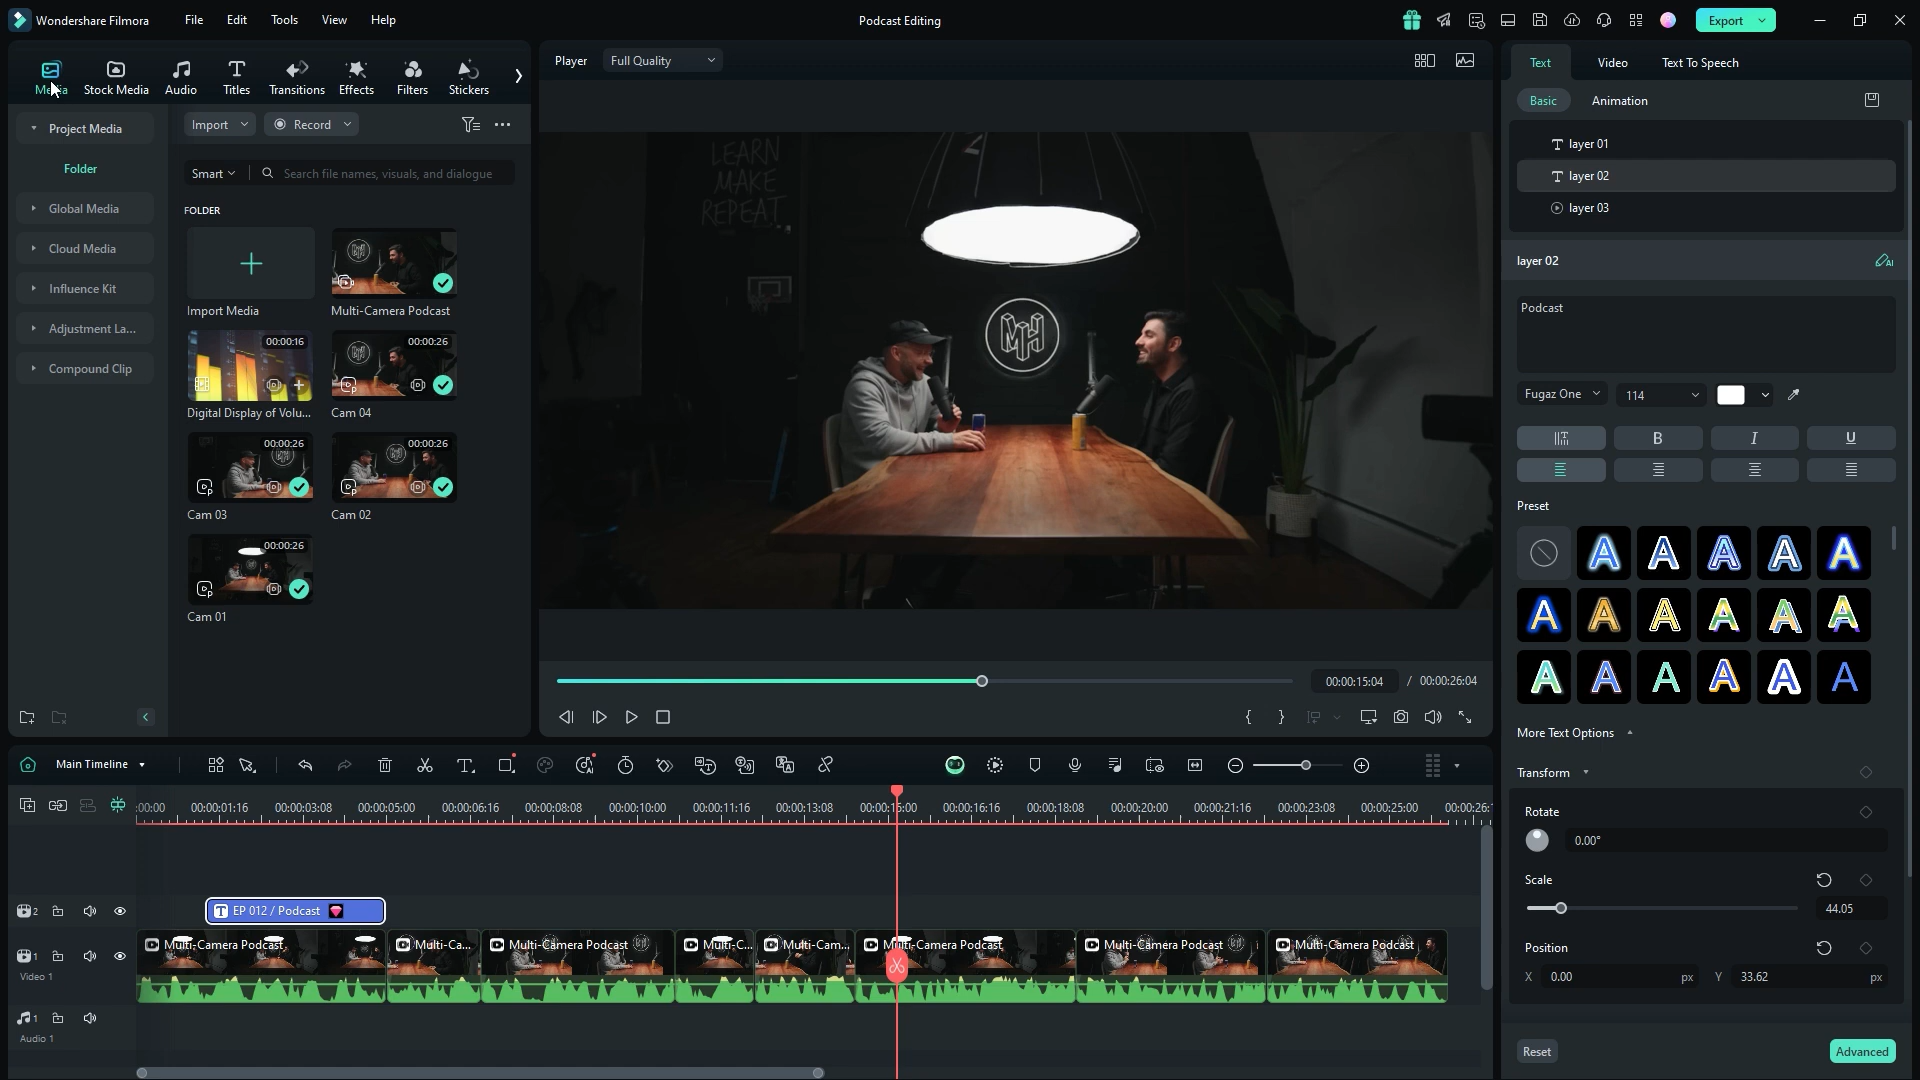 Wondershare Filmora File Edit Tools View Help Podcast Editing Export
Media Stock Media Audio Titles Transitions Effects Filters Stickers
Project Media
Folder
Global Media
Cloud Media
Influence Kit
Adjustment La...
Compound Clip
Import Record
Smart Search file names, visuals, and dialogue
FOLDER
Import Media
Multi-Camera Podcast
00:00:16
Digital Display of Volu...
00:00:26
Cam 04
00:00:26
Cam 03
00:00:26
Cam 02
00:00:26
Cam 01
Player Full Quality
LEARN
MAKE
REPEAT
00:00:15:04 / 00:00:26:04
Text Video Text To Speech
Basic Animation
layer 01
layer 02
layer 03
layer 02
AI
Podcast
Fugaz One 114
B I U
Preset
A A A A A
A A A A A A
A A A A A A
More Text Options
Transform
Rotate
0.00°
Scale
44.05
Position
X 0.00 px Y 33.62 px
Reset Advanced
Main Timeline
:00:00 00:00:01:16 00:00:03:08 00:00:05:00 00:00:06:16 00:00:08:08 00:00:10:00 00:00:11:16 00:00:13:08 00:00:15:00 00:00:16:16 00:00:18:08 00:00:20:00 00:00:21:16 00:00:23:08 00:00:25:00 00:00:26:1
2 T EP 012 / Podcast
1 Multi-Camera Podcast Multi-Ca... Multi-Camera Podcast Multi-C... Multi-Cam... Multi-Camera Podcast Multi-Camera Podcast Multi-Camera Podcast
Video 1
1
Audio 1